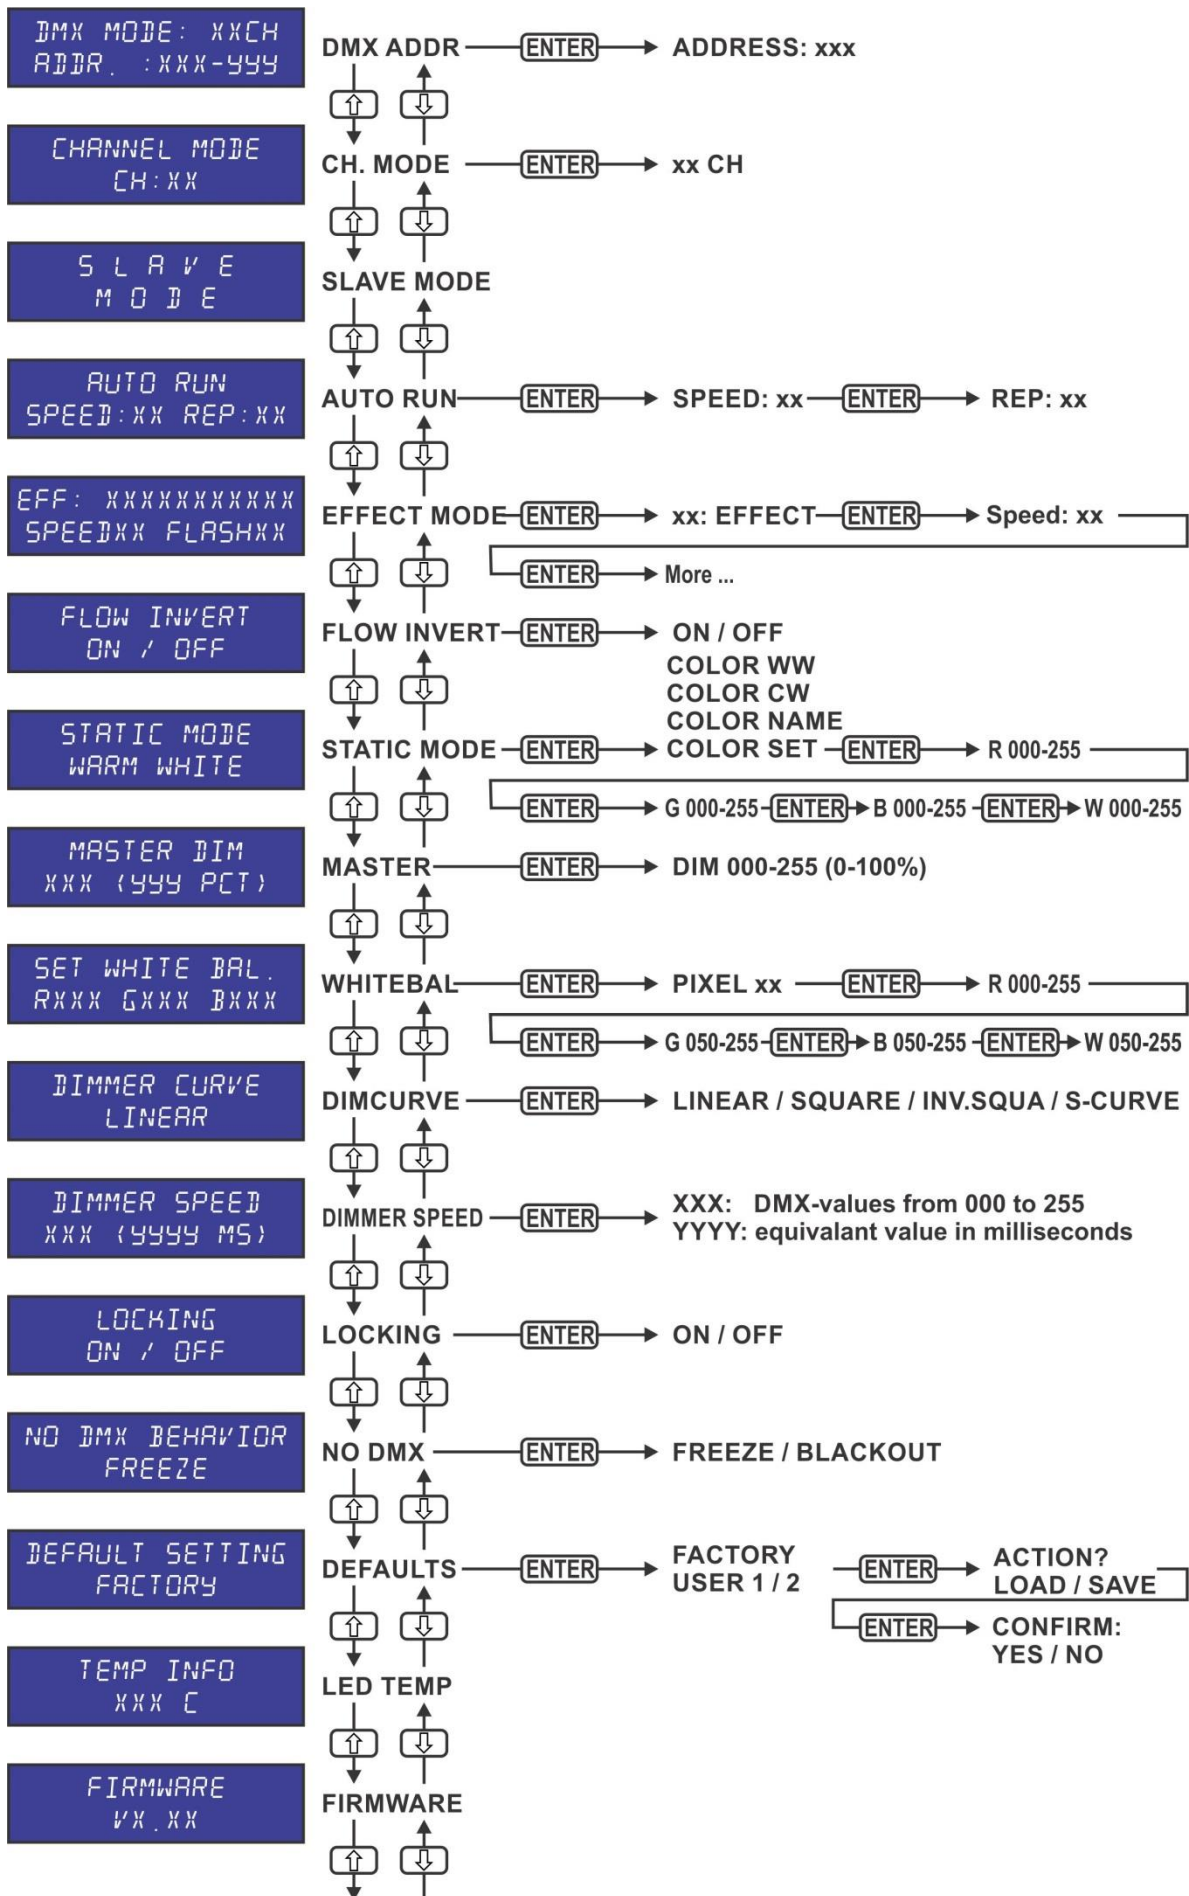 DMX MODE: XXCH
ADDR. :XXX-YYY
DMX ADDR ENTER ADDRESS: xxx
CHANNEL MODE
CH:XX
CH. MODE ENTER xx CH
SLAVE
MODE
SLAVE MODE
AUTO RUN
SPEED:XX REP:XX
AUTO RUN ENTER SPEED: xx ENTER REP: xx
EFF: XXXXXXXXXXX
SPEEDXX FLASHXX
EFFECT MODE ENTER xx: EFFECT ENTER Speed: xx
ENTER More ...
FLOW INVERT
ON / OFF
FLOW INVERT ENTER ON / OFF
STATIC MODE
WARM WHITE
COLOR WW
COLOR CW
COLOR NAME
STATIC MODE ENTER COLOR SET ENTER R 000-255
ENTER G 000-255 ENTER B 000-255 ENTER W 000-255
MASTER DIM
XXX (YYY PCT)
MASTER ENTER DIM 000-255 (0-100%)
SET WHITE BAL.
RXXX GXXX BXXX
WHITEBAL ENTER PIXEL xx ENTER R 000-255
ENTER G 050-255 ENTER B 050-255 ENTER W 050-255
DIMMER CURVE
LINEAR
DIMCURVE ENTER LINEAR / SQUARE / INV.SQUA / S-CURVE
DIMMER SPEED
XXX (YYYY MS)
DIMMER SPEED ENTER XXX: DMX-values from 000 to 255
YYYY: equivalant value in milliseconds
LOCKING
ON / OFF
LOCKING ENTER ON / OFF
NO DMX BEHAVIOR
FREEZE
NO DMX ENTER FREEZE / BLACKOUT
DEFAULT SETTING
FACTORY
DEFAULTS ENTER FACTORY
USER 1 / 2
ENTER ACTION?
LOAD / SAVE
ENTER CONFIRM:
YES / NO
TEMP INFO
XXX C
LED TEMP
FIRMWARE
VX.XX
FIRMWARE